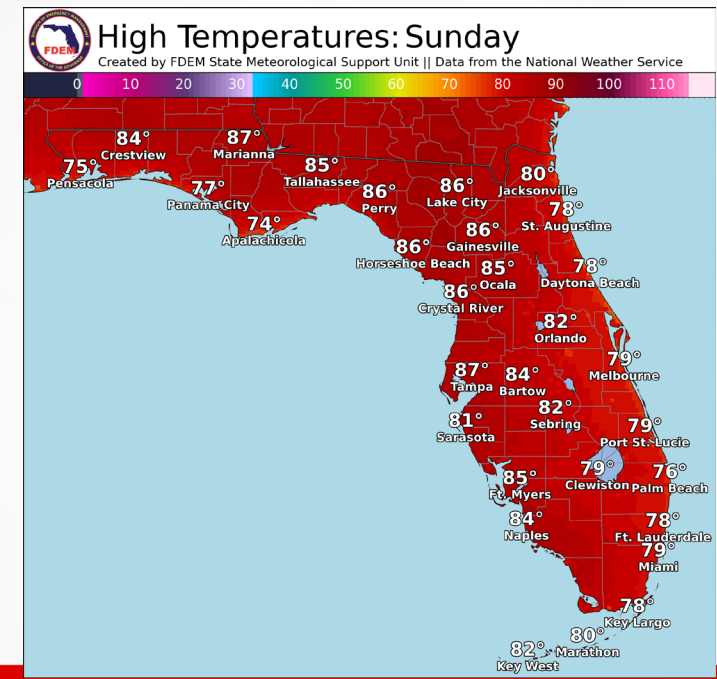 FDEM
High Temperatures: Sunday
Created by FDEM State Meteorological Support Unit || Data from the National Weather Service
0 10 20 30 40 50 60 70 80 90 100 110
84°
Crestview
87°
Marianna
75°
Pensacola
77°
Panama City
85°
Tallahassee
74°
Apalachicola
86°
Perry
86°
Lake City
80°
Jacksonville
78°
St. Augustine
86°
Gainesville
86°
Horseshoe Beach
85°
Ocala
78°
Daytona Beach
86°
Crystal River
82°
Orlando
79°
Melbourne
87°
Tampa
84°
Bartow
82°
Sebring
81°
Sarasota
79°
Port St. Lucie
79°
Clewiston
76°
Palm Beach
85°
Ft. Myers
84°
Naples
78°
Ft. Lauderdale
79°
Miami
78°
Key Largo
80°
Marathon
82°
Key West